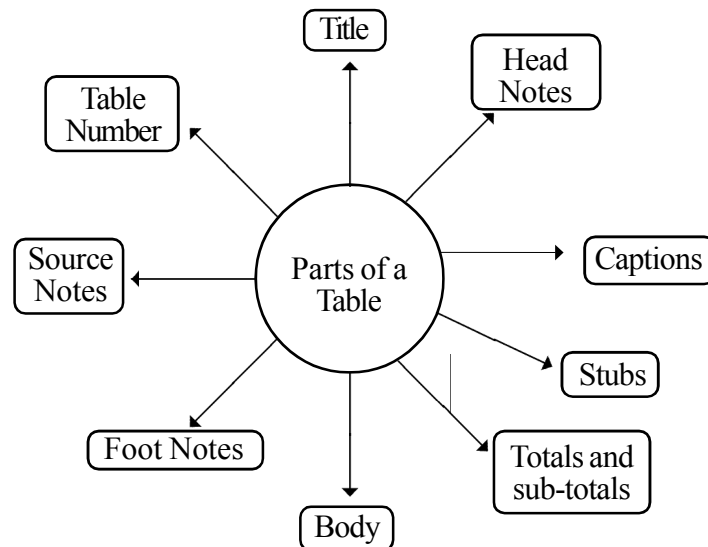 Title
Head
Notes
Table
Number
Source
Notes
Parts of a
Table
Captions
Stubs
Foot Notes
Totals and
sub-totals
Body